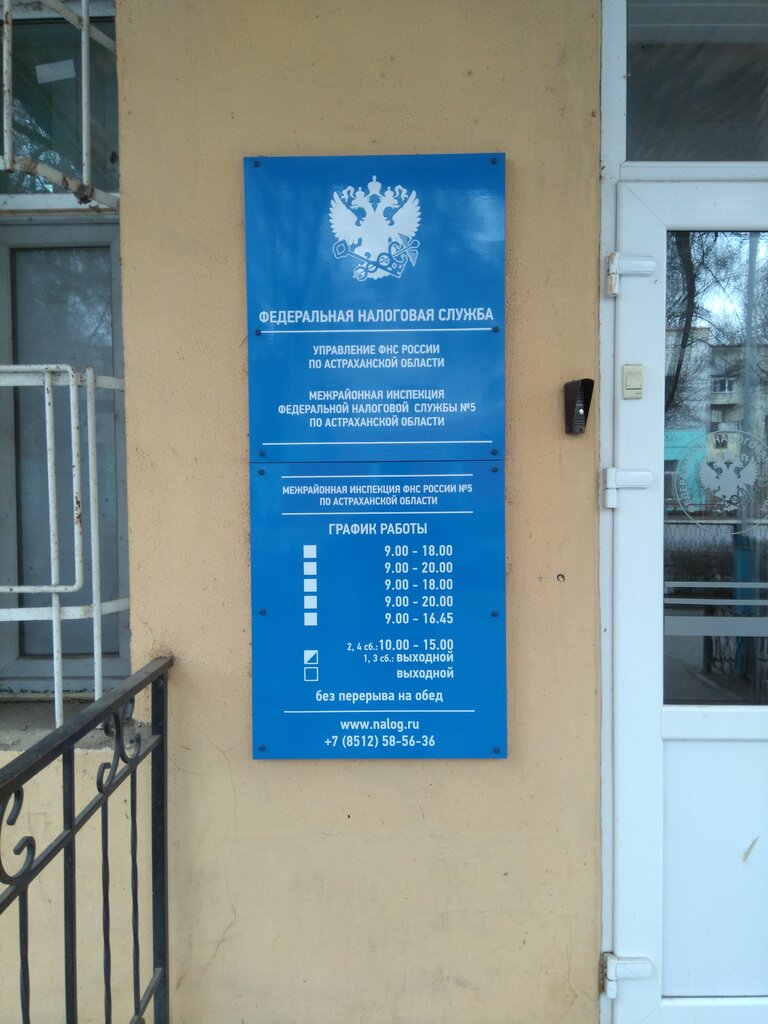 ФЕДЕРАЛЬНАЯ НАЛОГОВАЯ СЛУЖБА
УПРАВЛЕНИЕ ФНС РОССИИ
ПО АСТРАХАНСКОЙ ОБЛАСТИ
МЕЖРАЙОННАЯ ИНСПЕКЦИЯ
ФЕДЕРАЛЬНОЙ НАЛОГОВОЙ СЛУЖБЫ №5
ПО АСТРАХАНСКОЙ ОБЛАСТИ
МЕЖРАЙОННАЯ ИНСПЕКЦИЯ ФНС РОССИИ №5
ПО АСТРАХАНСКОЙ ОБЛАСТИ
ГРАФИК РАБОТЫ
9.00 - 18.00
9.00 - 20.00
9.00 - 18.00
9.00 - 20.00
9.00 - 16.45
2, 4 сб.: 10.00 - 15.00
1, 3 сб.: выходной
выходной
без перерыва на обед
www.nalog.ru
+7 (8512) 58-56-36